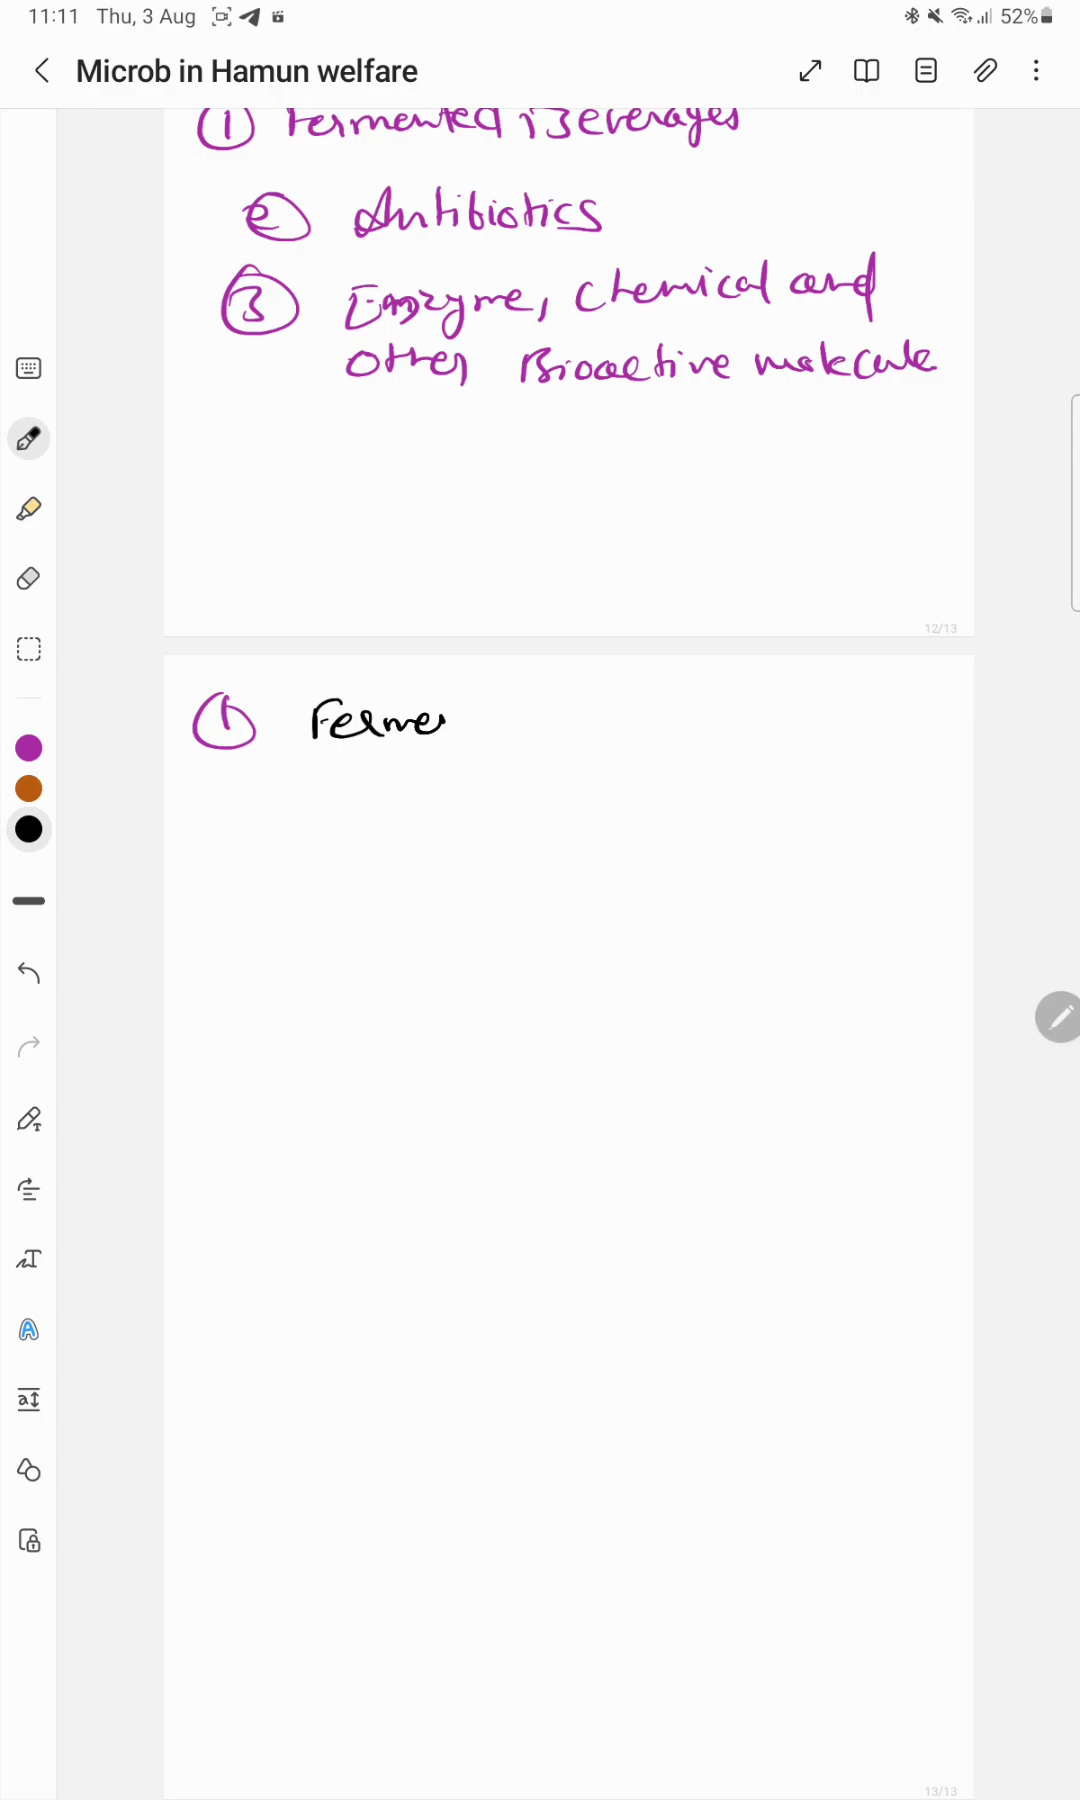 11:11 Thu, 3 Aug 52%
Microb in Hamun welfare
① Fermented Beverages
② Antibiotics
③ Enzyme, Chemical and
Other Bioactive molecule
12/13
① Ferme
13/13